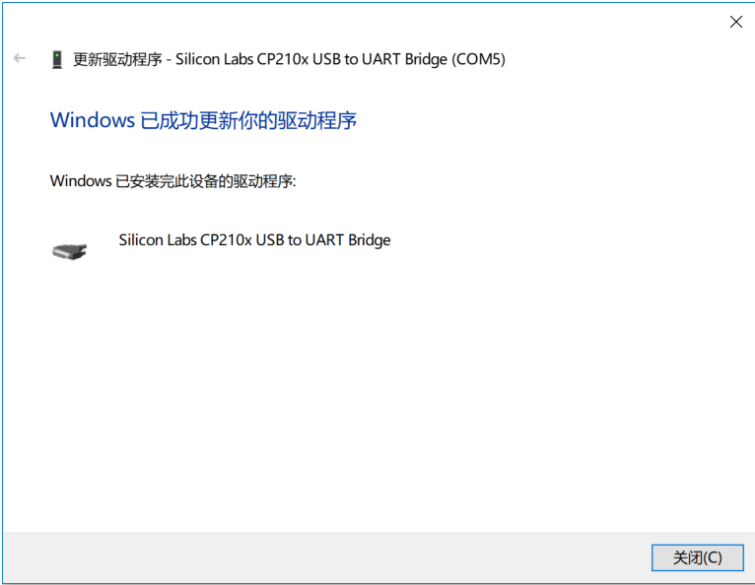 更新驱动程序 - Silicon Labs CP210x USB to UART Bridge (COM5)
Windows 已成功更新你的驱动程序
Windows 已安装完此设备的驱动程序:
Silicon Labs CP210x USB to UART Bridge
关闭(C)